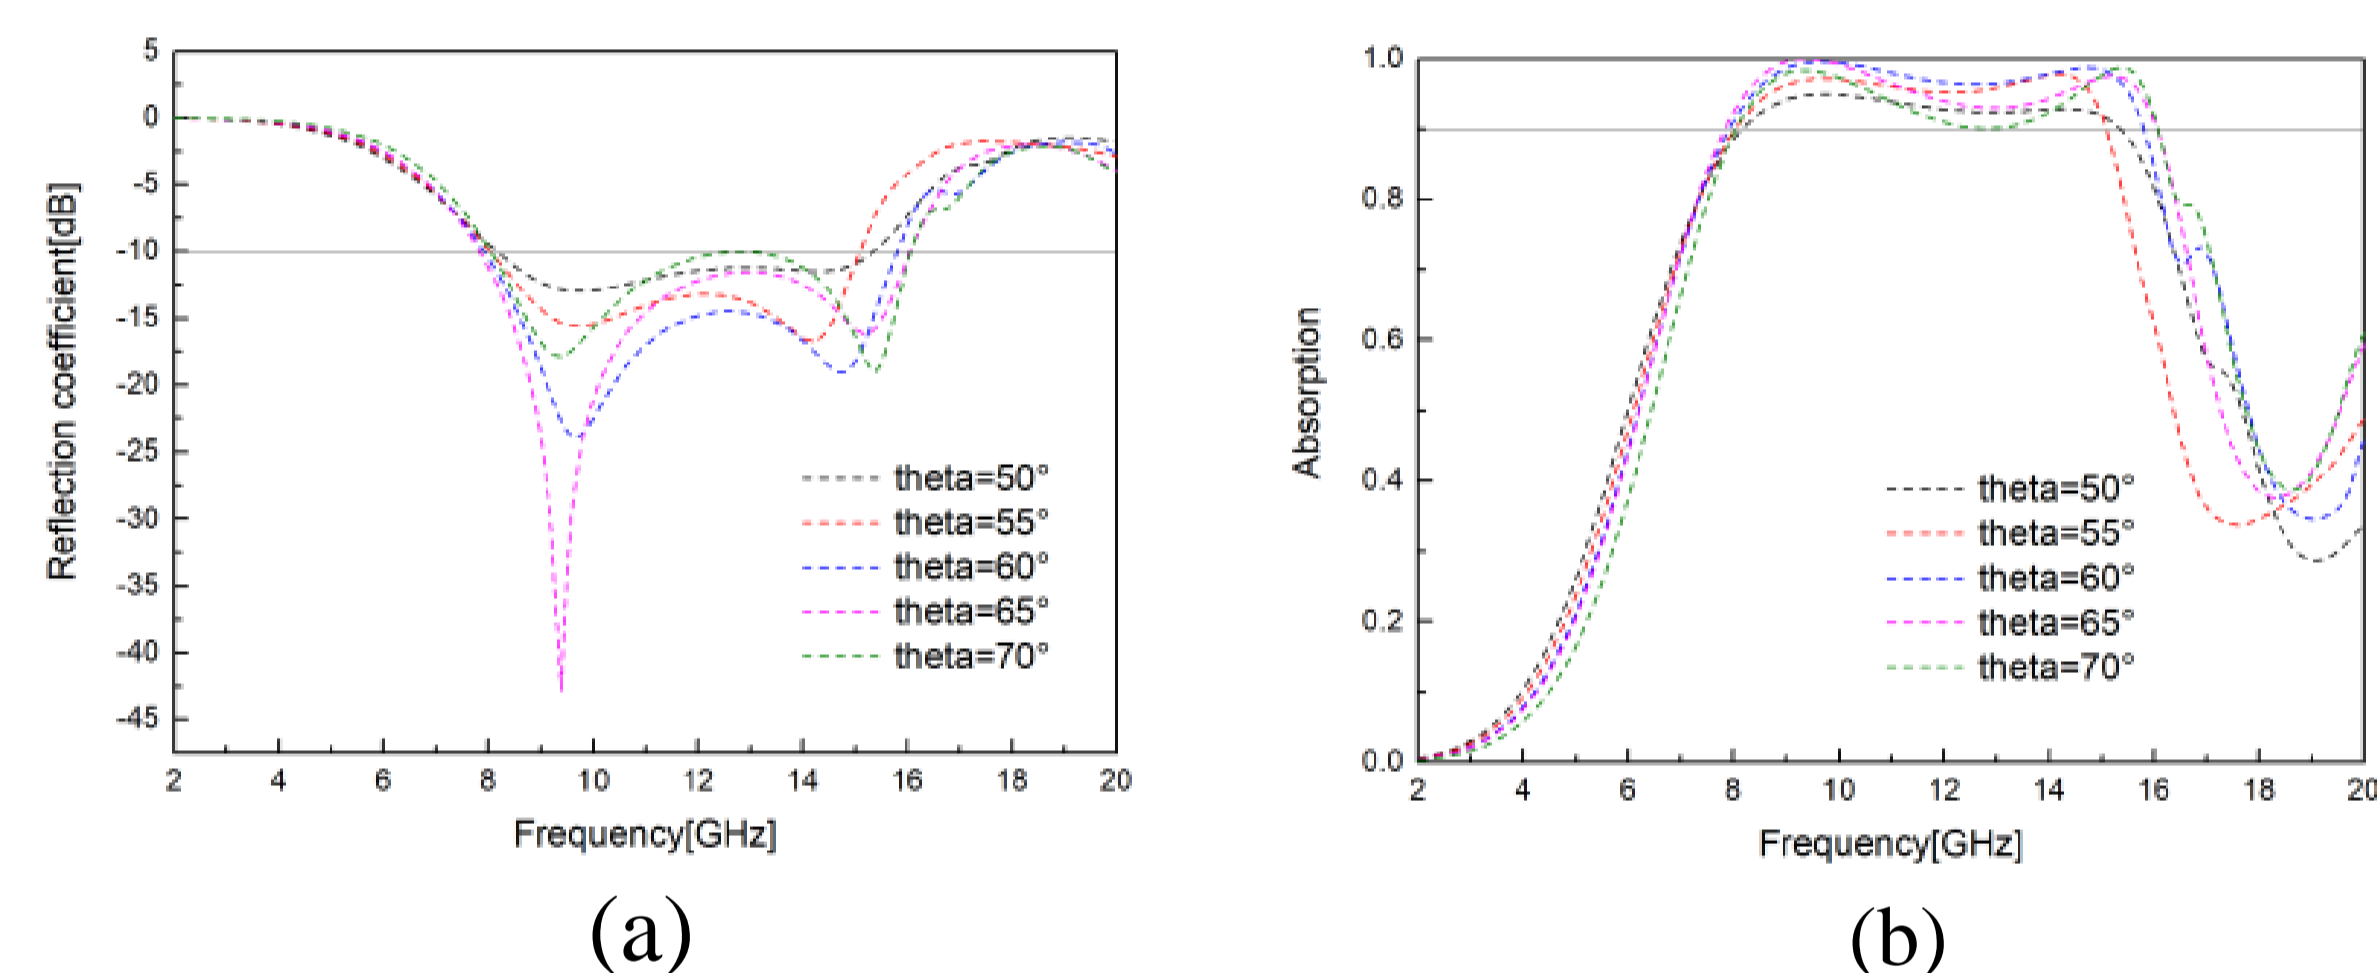 5
0
-5
-10
-15
-20
-25
-30
-35
-40
-45
Reflection coefficient[dB]
theta=50°
theta=55°
theta=60°
theta=65°
theta=70°
2 4 6 8 10 12 14 16 18 20
Frequency[GHz]
(a)
1.0
0.8
0.6
0.4
0.2
0.0
Absorption
theta=50°
theta=55°
theta=60°
theta=65°
theta=70°
2 4 6 8 10 12 14 16 18 20
Frequency[GHz]
(b)